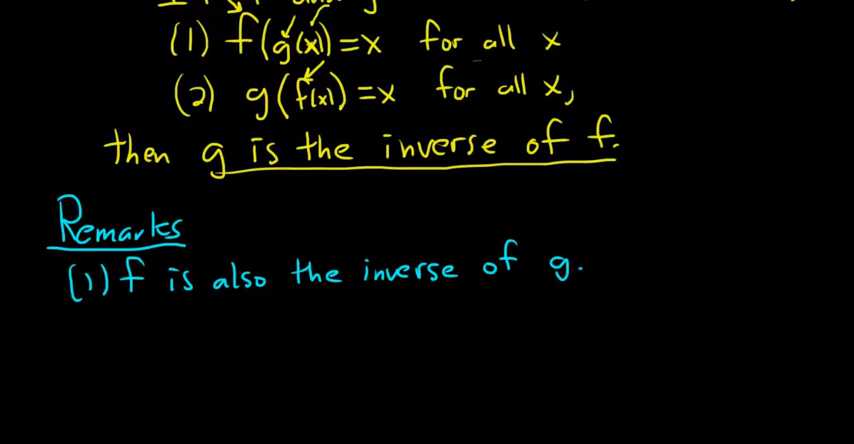 (1) f(g(x)) = x for all x
(2) g(f(x)) = x for all x,
then g is the inverse of f.
Remarks
(1) f is also the inverse of g.